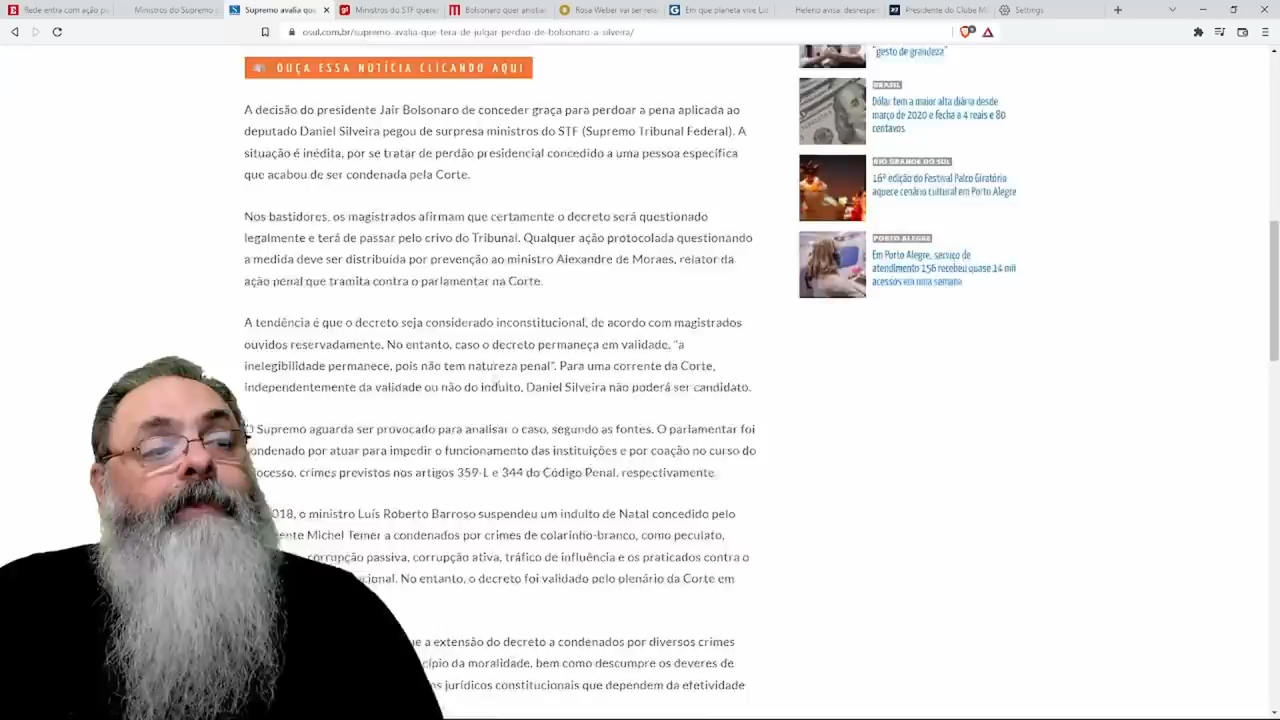 Rede entra com ação pa
Ministros do Supremo
Supremo avalia que
Ministros do STF quere
Bolsonaro quer ampliar
Rosa Weber vai ser relat
Em que planeta vive Lui
Heleno avisa: desrespe
Presidente do Clube Mi
Settings
osul.com.br/supremo-avalia-que-tera-de-julgar-perdao-de-bolsonaro-a-silveira/
OUÇA ESSA NOTÍCIA CLICANDO AQUI
A decisão do presidente Jair Bolsonaro de conceder graça para perdoar a pena aplicada ao
deputado Daniel Silveira pegou de surpresa ministros do STF (Supremo Tribunal Federal). A
situação é inédita, por se tratar de perdão presidencial concedido a uma pessoa específica
que acabou de ser condenada pela Corte.
Nos bastidores, os magistrados afirmam que certamente o decreto será questionado
legalmente e terá de passar pelo crivo do Tribunal. Qualquer ação protocolada questionando
a medida deve ser distribuída por prevenção ao ministro Alexandre de Moraes, relator da
ação penal que tramita contra o parlamentar na Corte.
A tendência é que o decreto seja considerado inconstitucional, de acordo com magistrados
ouvidos reservadamente. No entanto, caso o decreto permaneça em validade, "a
inelegibilidade permanece, pois não tem natureza penal". Para uma corrente da Corte,
independentemente da validade ou não do indulto, Daniel Silveira não poderá ser candidato.
O Supremo aguarda ser provocado para analisar o caso, segundo as fontes. O parlamentar foi
ondenado por atuar para impedir o funcionamento das instituições e por coação no curso do
ocesso, crimes previstos nos artigos 359-L e 344 do Código Penal, respectivamente.
018, o ministro Luís Roberto Barroso suspendeu um indulto de Natal concedido pelo
ente Michel Temer a condenados por crimes de colarinho-branco, como peculato,
corrupção passiva, corrupção ativa, tráfico de influência e os praticados contra o
cional. No entanto, o decreto foi validado pelo plenário da Corte em
e a extensão do decreto a condenados por diversos crimes
cípio da moralidade, bem como descumpre os deveres de
s jurídicos constitucionais que dependem da efetividade
"gesto de grandeza"
BRASIL
Dólar tem a maior alta diária desde
março de 2020 e fecha a 4 reais e 80
centavos
RIO GRANDE DO SUL
16ª edição do Festival Palco Giratório
aquece cenário cultural em Porto Alegre
PORTO ALEGRE
Em Porto Alegre, serviço de
atendimento 156 recebeu quase 14 mil
acessos em uma semana